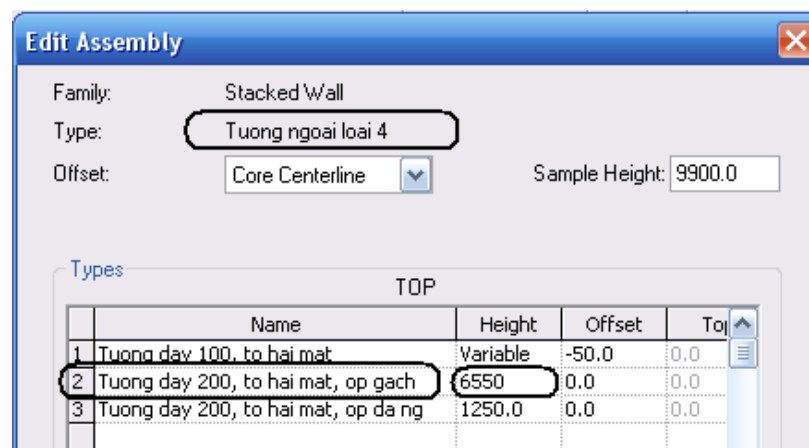 Edit Assembly
Family: Stacked Wall
Type: Tuong ngoai loai 4
Offset: Core Centerline Sample Height: 9900.0
Types
TOP
Name Height Offset
1 Tuong day 100, to hai mat Variable -50.0 0.0
2 Tuong day 200, to hai mat, op gach 6550 0.0 0.0
3 Tuong day 200, to hai mat, op da ng 1250.0 0.0 0.0